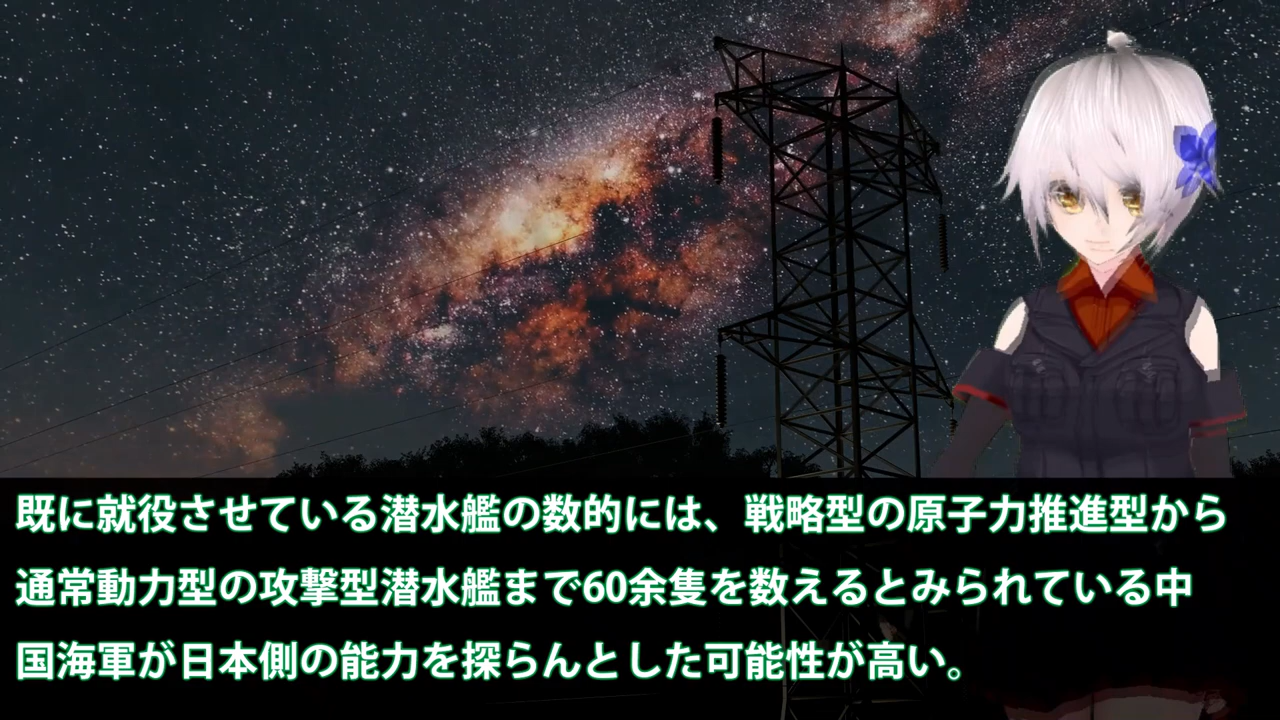 既に就役させている潜水艦の数的には、戦略型の原子力推進型から
通常動力型の攻撃型潜水艦まで60余隻を数えるとみられている中
国海軍が日本側の能力を探らんとした可能性が高い。